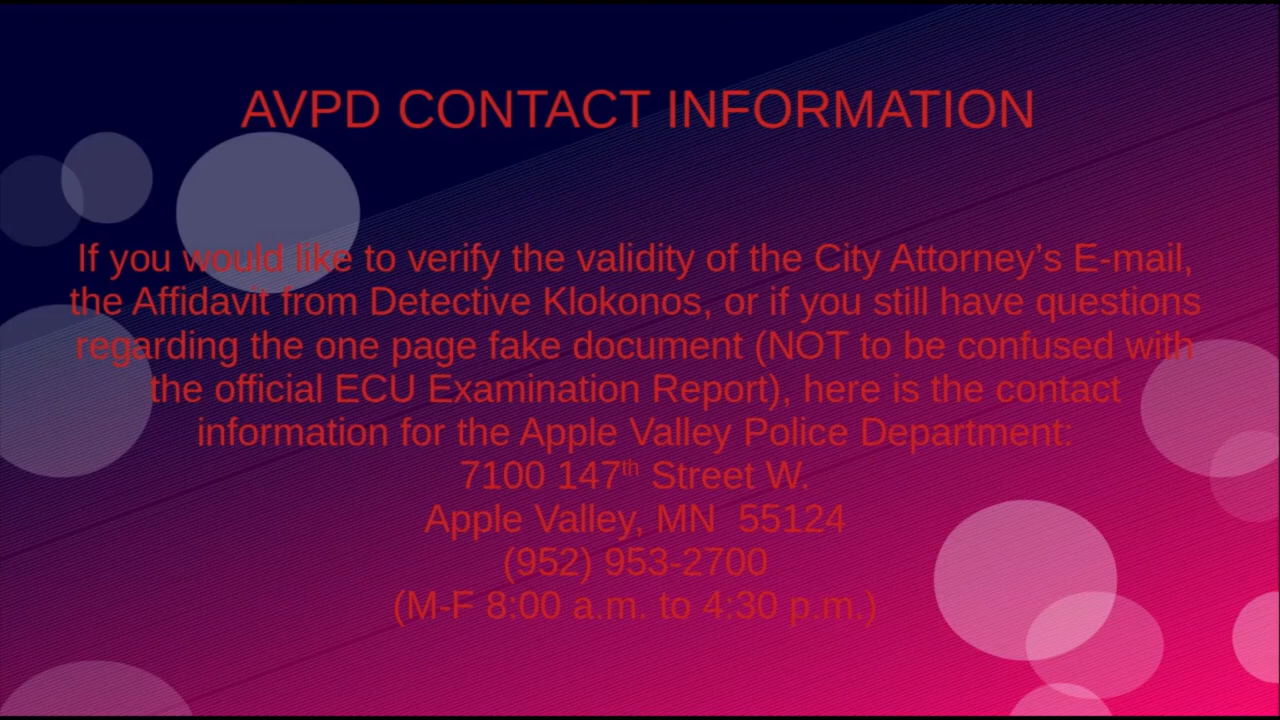 AVPD CONTACT INFORMATION
If you would like to verify the validity of the City Attorney’s E-mail,
the Affidavit from Detective Klokonos, or if you still have questions
regarding the one page fake document (NOT to be confused with
the official ECU Examination Report), here is the contact
information for the Apple Valley Police Department:
7100 147th Street W.
Apple Valley, MN  55124
(952) 953-2700
(M-F 8:00 a.m. to 4:30 p.m.)